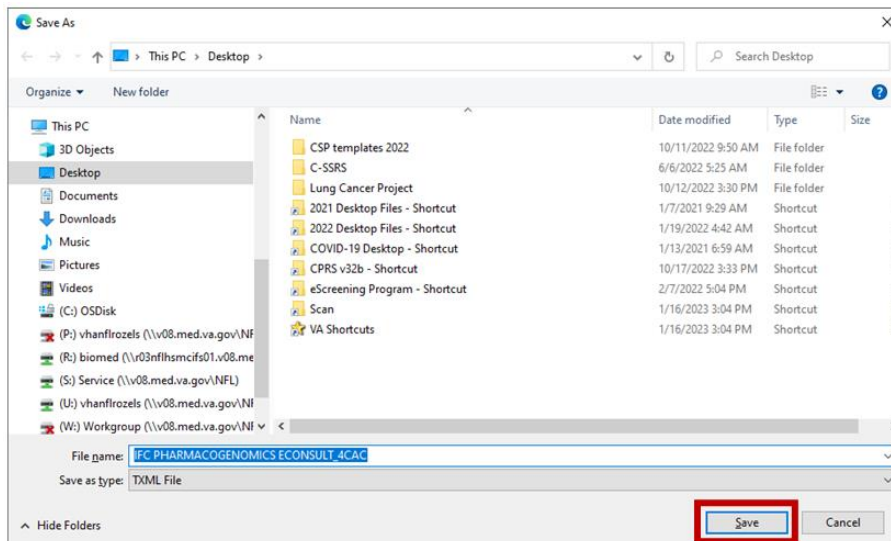 Save As
This PC > Desktop >
Search Desktop
Organize
New folder
Name
Date modified
Type
Size
This PC
3D Objects
Desktop
Documents
Downloads
Music
Pictures
Videos
(C:) OSDisk
(P:) vhanflrozels (\\v08.med.va.gov\NF
(R:) biomed (\\r03nflhsmcifs01.v08.me
(S:) Service (\\v08.med.va.gov\NFL)
(U:) vhanflrozels (\\v08.med.va.gov\NF
(W:) Workgroup (\\v08.med.va.gov\NF
CSP templates 2022 10/11/2022 9:50 AM File folder
C-SSRS 6/6/2022 5:25 AM File folder
Lung Cancer Project 10/12/2022 3:30 PM File folder
2021 Desktop Files - Shortcut 1/7/2021 9:29 AM Shortcut
2022 Desktop Files - Shortcut 1/19/2022 4:42 AM Shortcut
COVID-19 Desktop - Shortcut 1/13/2021 6:59 AM Shortcut
CPRS v32b - Shortcut 10/17/2022 3:33 PM Shortcut
eScreening Program - Shortcut 2/7/2022 5:04 PM Shortcut
Scan 1/16/2023 3:04 PM Shortcut
VA Shortcuts 1/16/2023 3:04 PM Shortcut
File name: IFC PHARMACOGENOMICS ECONSULT_4CAC
Save as type: TXML File
Hide Folders
Save
Cancel